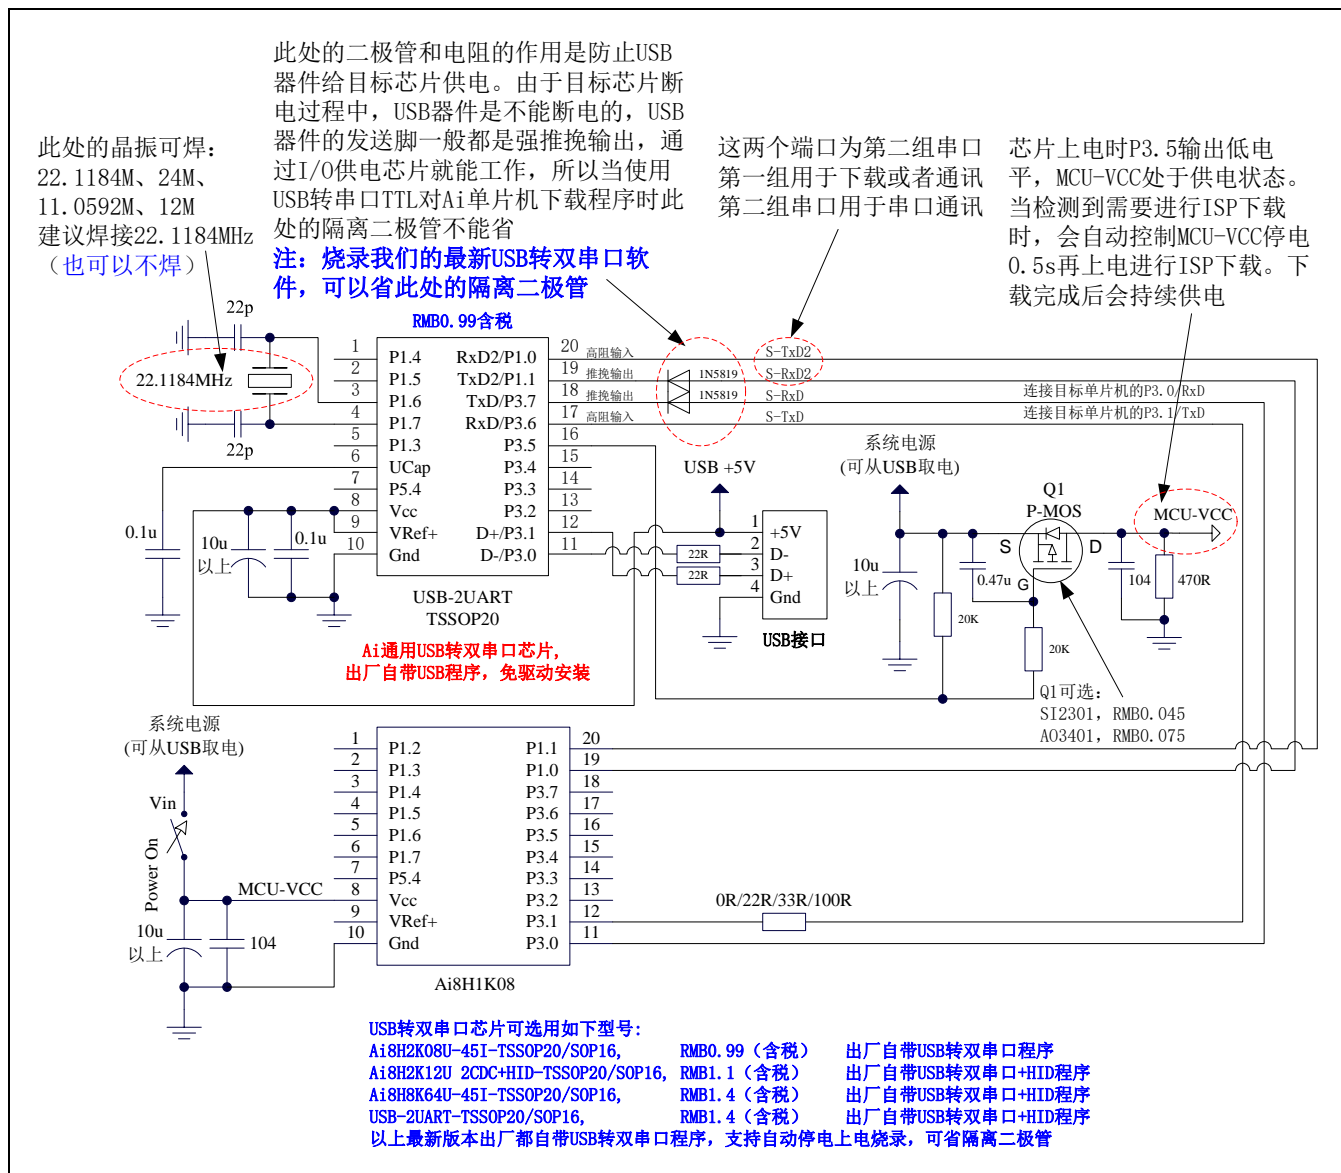 此处的二极管和电阻的作用是防止USB
器件给目标芯片供电。由于目标芯片断
电过程中，USB器件是不能断电的，USB
器件的发送脚一般都是强推挽输出，通
过I/O供电芯片就能工作，所以当使用
USB转串口TTL对Ai单片机下载程序时此
处的隔离二极管不能省
注：烧录我们的最新USB转双串口软
件，可以省此处的隔离二极管
此处的晶振可焊：
22.1184M、24M、
11.0592M、12M
建议焊接22.1184MHz
（也可以不焊）
这两个端口为第二组串口
第一组用于下载或者通讯
第二组串口用于串口通讯
芯片上电时P3.5输出低电
平，MCU-VCC处于供电状态。
当检测到需要进行ISP下载
时，会自动控制MCU-VCC停电
0.5s再上电进行ISP下载。下
载完成后会持续供电
22p
22.1184MHz
22p
RMB0.99含税
1 P1.4 RxD2/P1.0 20 高阻输入 S-TxD2
2 P1.5 TxD2/P1.1 19 推挽输出 1N5819 S-RxD2
3 P1.6 TxD/P3.7 18 推挽输出 1N5819 S-RxD 连接目标单片机的P3.0/RxD
4 P1.7 RxD/P3.6 17 高阻输入 S-TxD 连接目标单片机的P3.1/TxD
5 P1.3 P3.5 16
6 UCap P3.4 15
7 P5.4 P3.3 14
8 Vcc P3.2 13
9 VRef+ D+/P3.1 12
10 Gnd D-/P3.0 11
USB-2UART
TSSOP20
0.1u
10u
以上
0.1u
22R
22R
USB +5V
1 +5V
2 D-
3 D+
4 Gnd
USB接口
Ai通用USB转双串口芯片，
出厂自带USB程序，免驱动安装
系统电源
(可从USB取电)
10u
以上
20K
0.47u
20K
Q1
P-MOS
S
D
G
MCU-VCC
104
470R
Q1可选：
SI2301，RMB0.045
AO3401，RMB0.075
系统电源
(可从USB取电)
Vin
Power On
MCU-VCC
10u
以上
104
1 P1.2 P1.1 20
2 P1.3 P1.0 19
3 P1.4 P3.7 18
4 P1.5 P3.6 17
5 P1.6 P3.5 16
6 P1.7 P3.4 15
7 P5.4 P3.3 14
8 Vcc P3.2 13
9 VRef+ P3.1 12
10 Gnd P3.0 11
Ai8H1K08
0R/22R/33R/100R
USB转双串口芯片可选用如下型号:
Ai8H2K08U-45I-TSSOP20/SOP16, RMB0.99（含税） 出厂自带USB转双串口程序
Ai8H2K12U 2CDC+HID-TSSOP20/SOP16, RMB1.1（含税） 出厂自带USB转双串口+HID程序
Ai8H8K64U-45I-TSSOP20/SOP16, RMB1.4（含税） 出厂自带USB转双串口+HID程序
USB-2UART-TSSOP20/SOP16, RMB1.4（含税） 出厂自带USB转双串口+HID程序
以上最新版本出厂都自带USB转双串口程序，支持自动停电上电烧录，可省隔离二极管